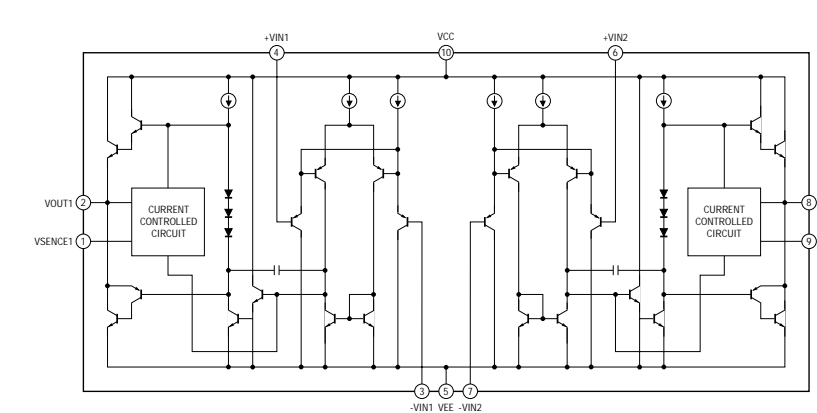 +VIN1
VCC
+VIN2
4
10
6
VOUT1
2
CURRENT
CONTROLLED
CIRCUIT
CURRENT
CONTROLLED
CIRCUIT
8
VSENCE1
1
9
3
5
7
-VIN1
VEE
-VIN2